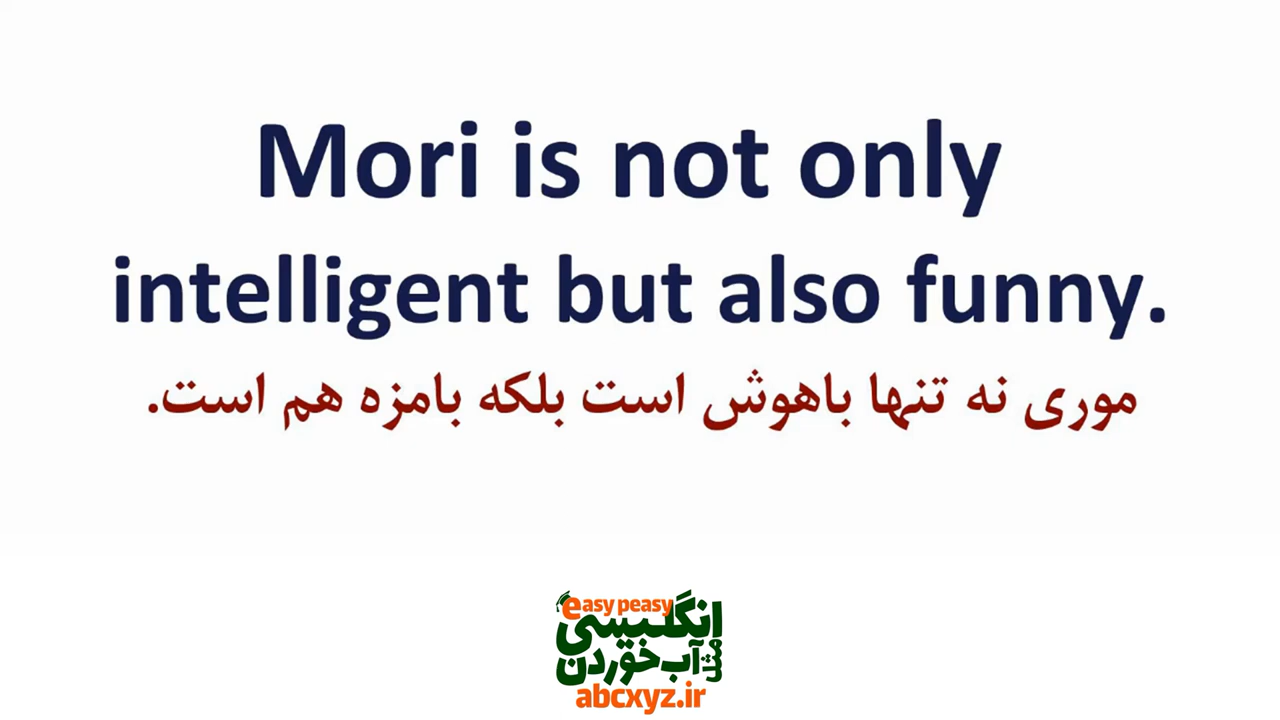 Mori is not only
intelligent but also funny.
موری نه تنها باهوش است بلکه بامزه هم است.
easy peasy
انگلیسی
مثل آب خوردن
abcxyz.ir